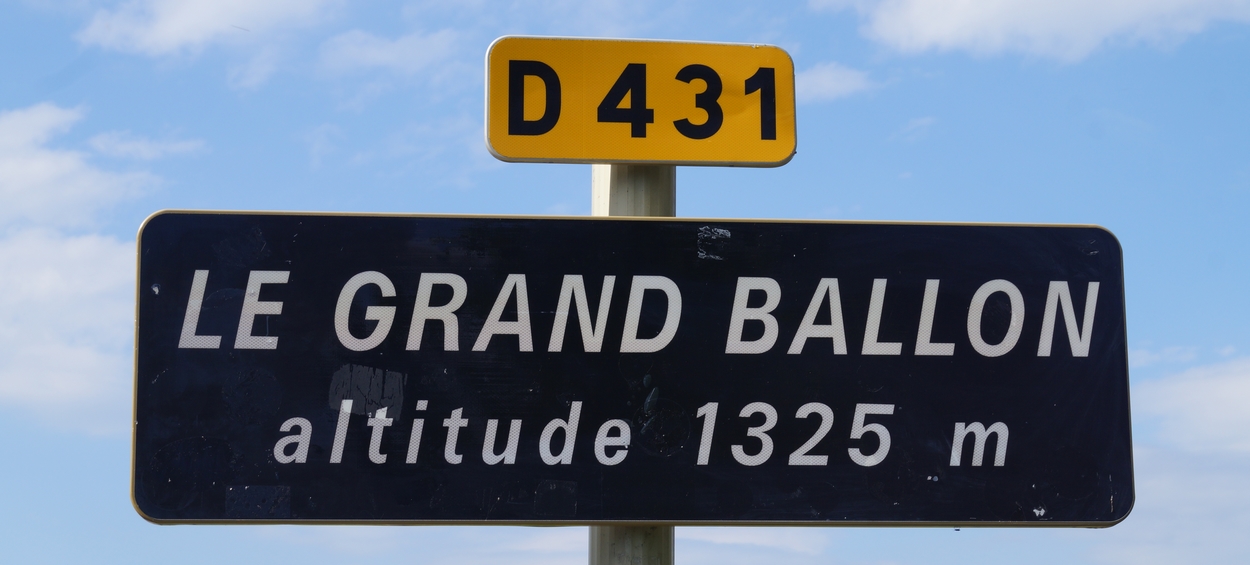 D 431
LE GRAND BALLON
altitude 1325 m